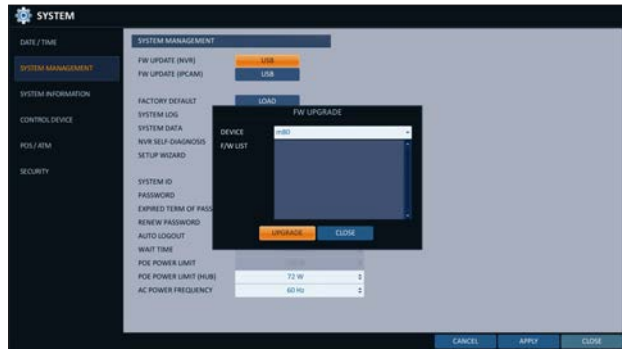 SYSTEM
DATE / TIME
SYSTEM MANAGEMENT
SYSTEM INFORMATION
CONTROL DEVICE
POS / ATM
SECURITY
SYSTEM MANAGEMENT
FW UPDATE (NVR) USB
FW UPDATE (IPCAM) USB
FACTORY DEFAULT LOAD
SYSTEM LOG
SYSTEM DATA
NVR SELF-DIAGNOSIS
SETUP WIZARD
SYSTEM ID
PASSWORD
EXPIRED TERM OF PASS
RENEW PASSWORD
AUTO LOGOUT
WAIT TIME
POE POWER LIMIT
POE POWER LIMIT (HUB) 72 W
AC POWER FREQUENCY 60 Hz
FW UPGRADE
DEVICE
F/W LIST
UPGRADE CLOSE
CANCEL APPLY CLOSE